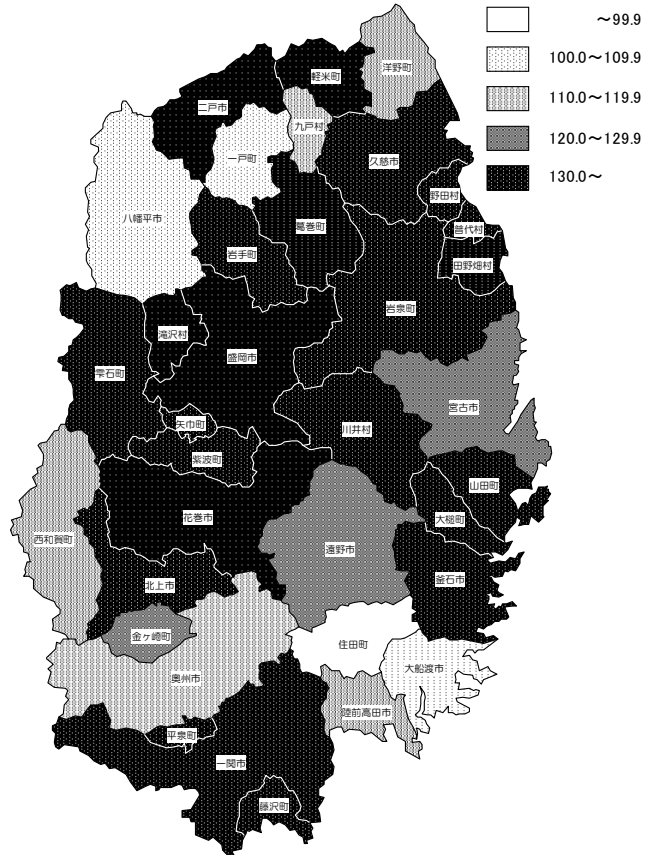 ～99.9
100.0～109.9
110.0～119.9
120.0～129.9
130.0～
洋野町
軽米町
二戸市
九戸村
一戸町
久慈市
野田村
八幡平市
葛巻町
普代村
岩手町
田野畑村
岩泉町
滝沢村
盛岡市
雫石町
宮古市
矢巾町
川井村
紫波町
山田町
花巻市
大槌町
西和賀町
遠野市
釜石市
北上市
金ヶ崎町
住田町
大船渡市
奥州市
陸前高田市
平泉町
一関市
藤沢町